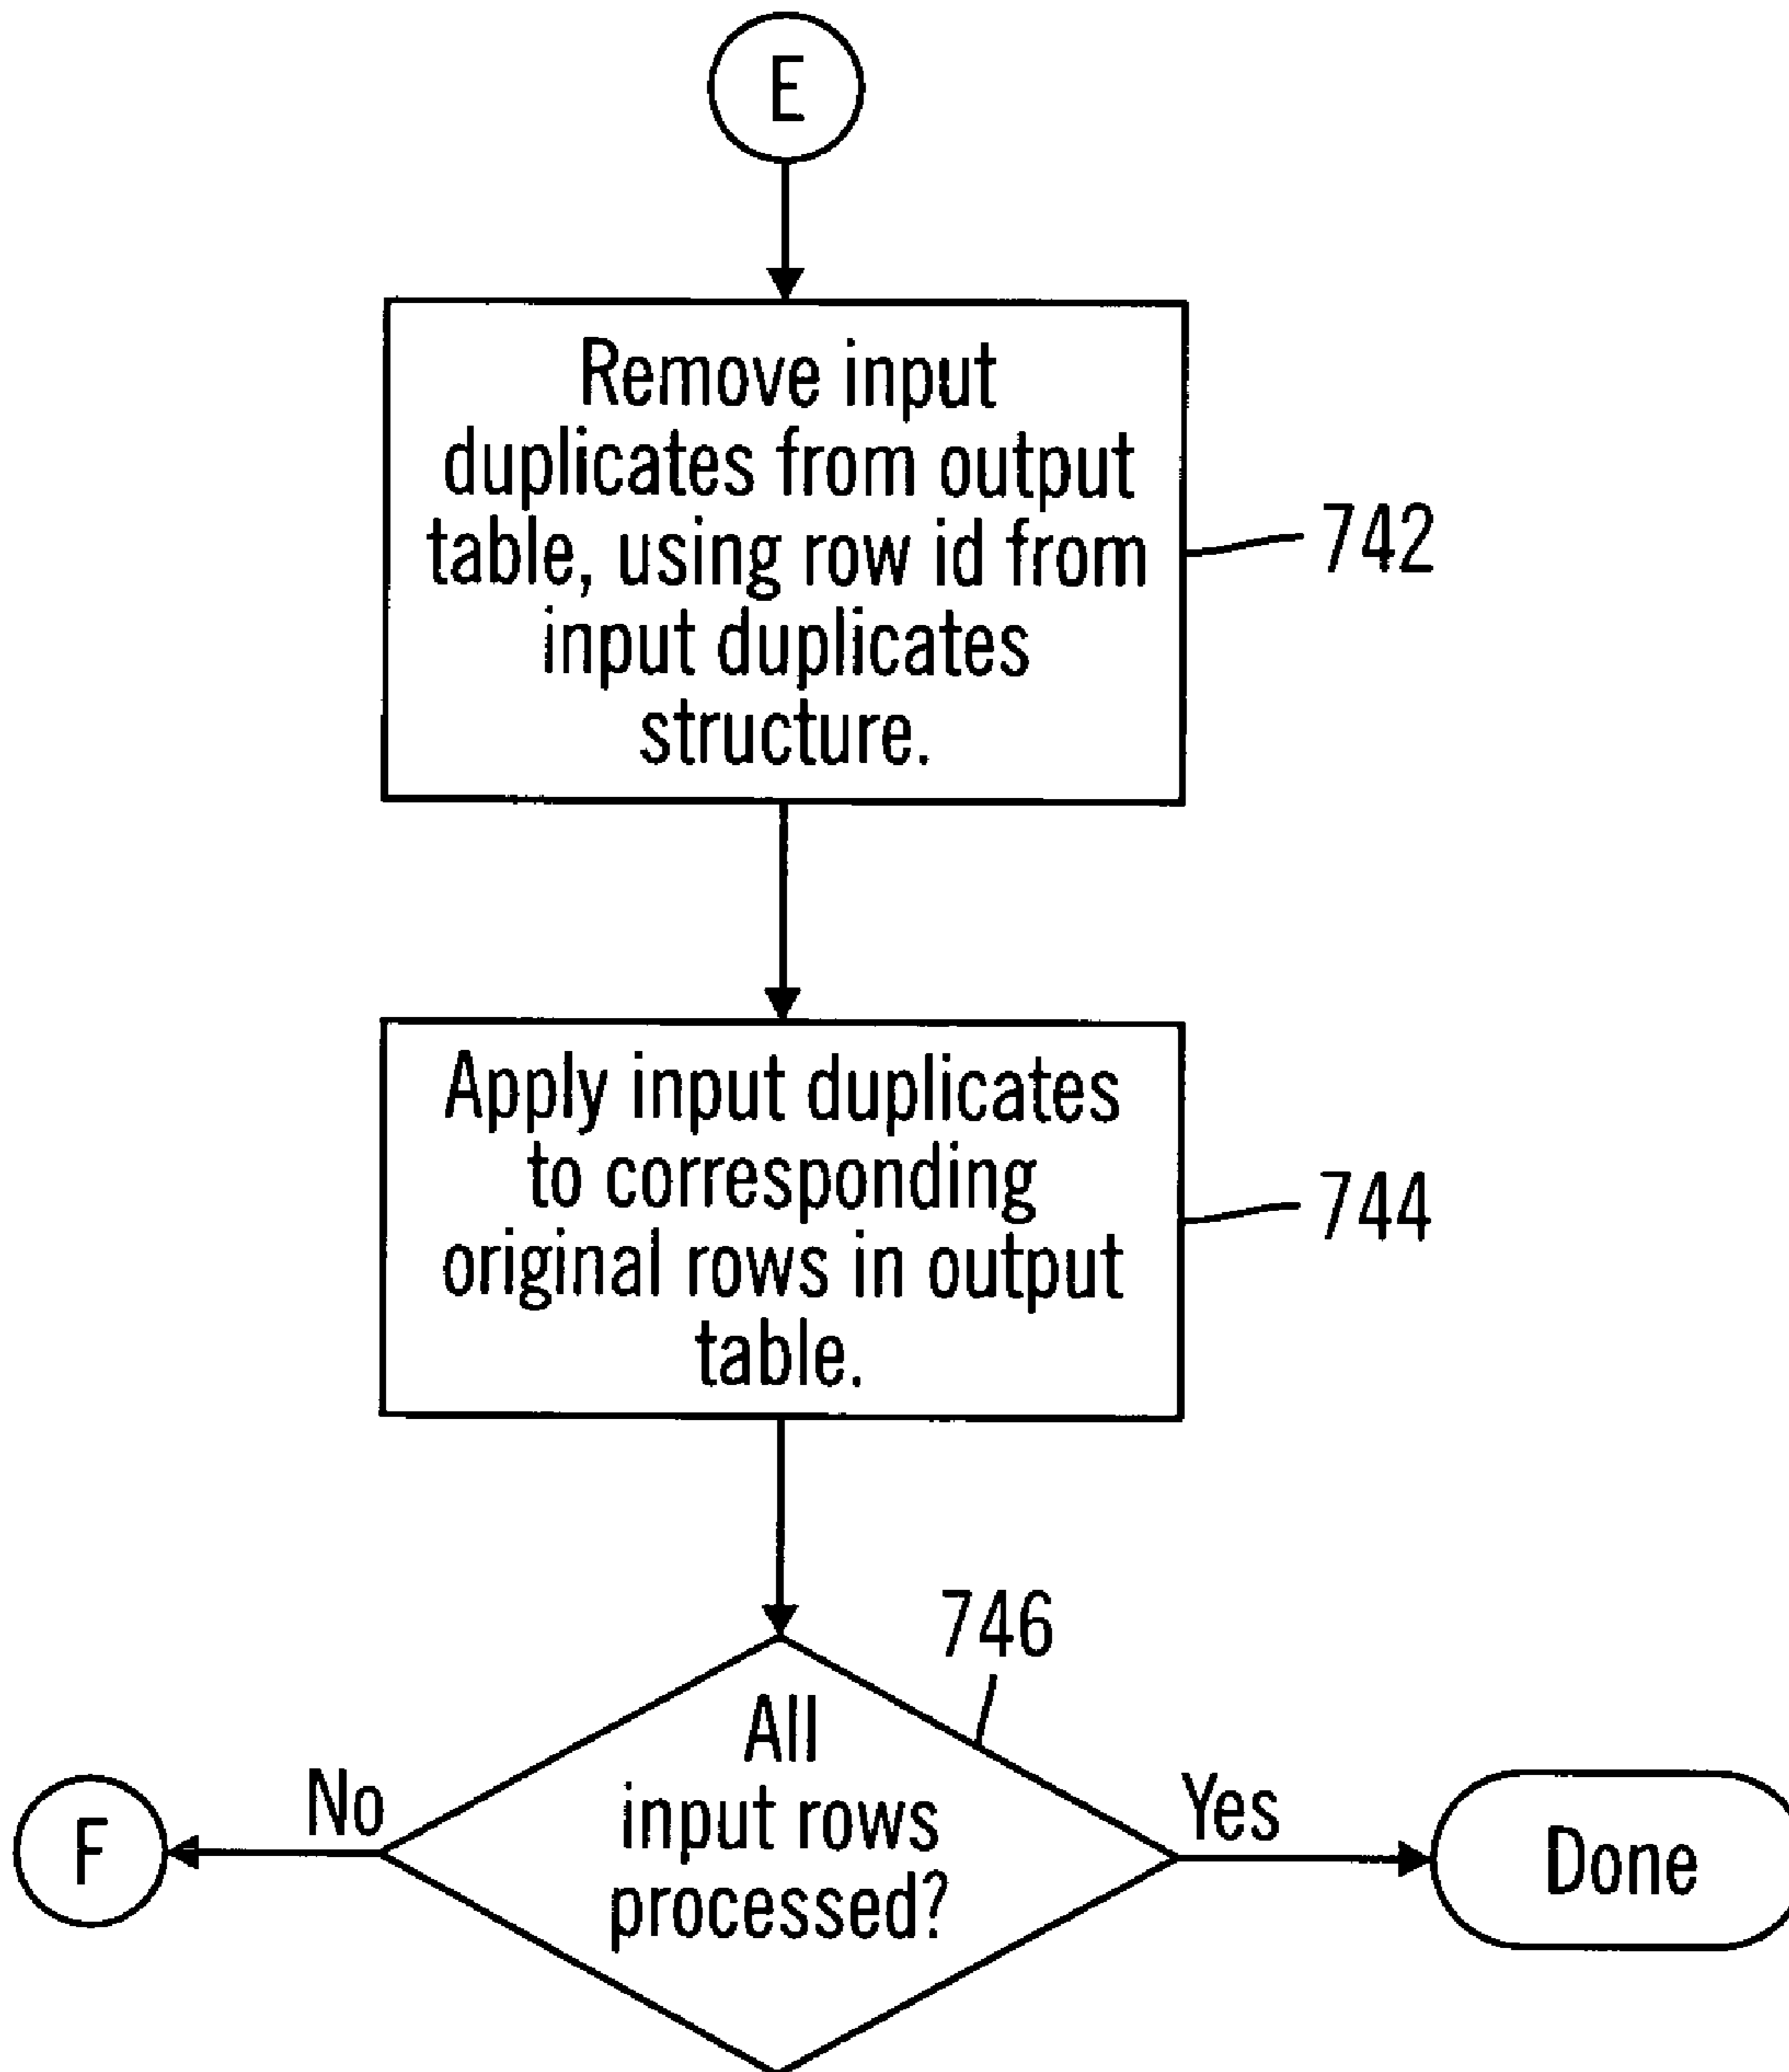 E
Remove input
duplicates from output
table, using row id from
input duplicates
structure.
742
Apply input duplicates
to corresponding
original rows in output
table.
744
746
All
input rows
processed?
No
F
Yes
Done